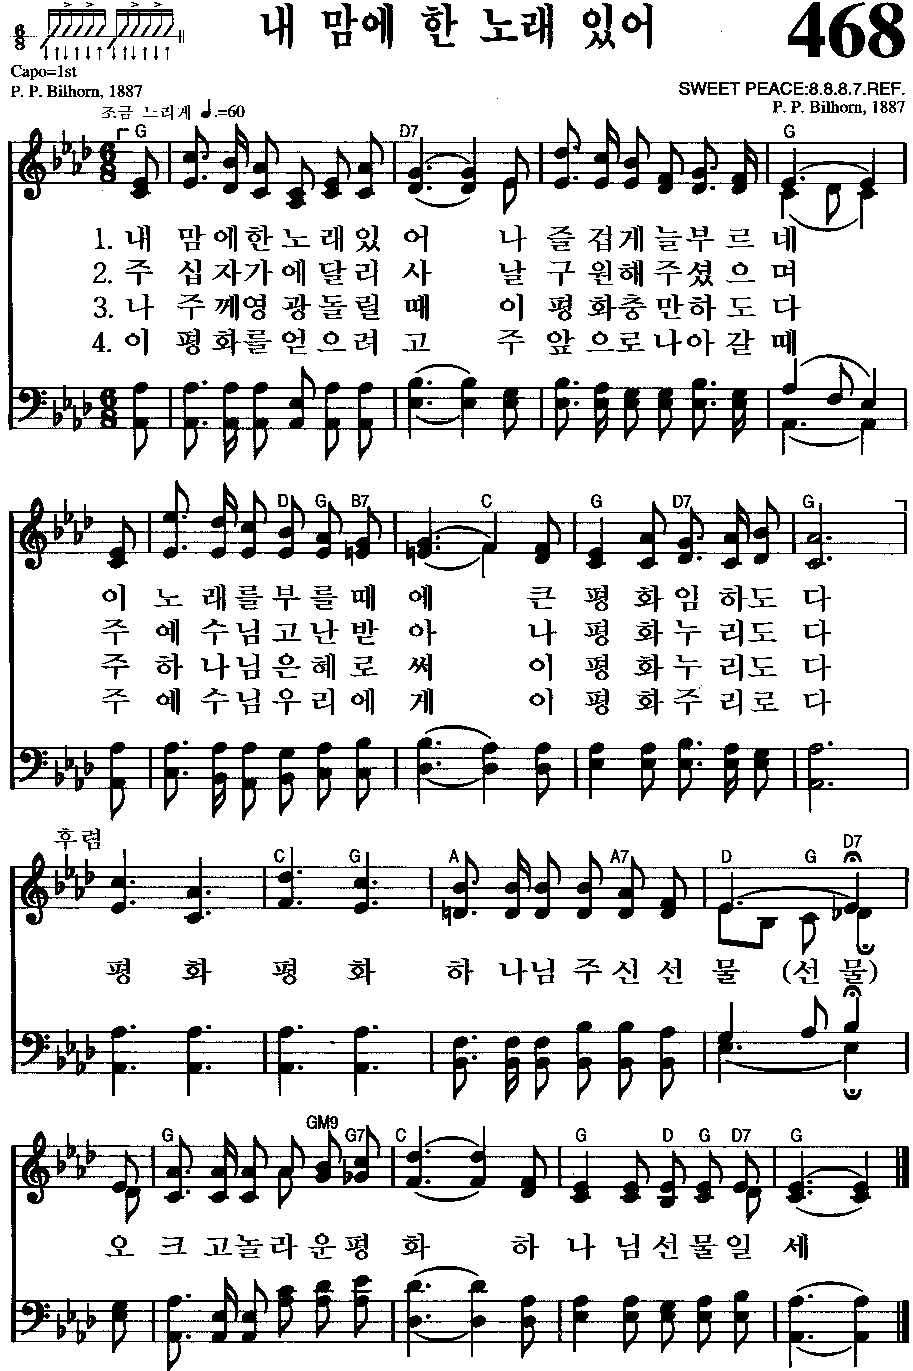 내 맘에 한 노래 있어
468
6/8
Capo=1st
P. P. Bilhorn, 1887
SWEET PEACE:8.8.8.7.REF.
P. P. Bilhorn, 1887
조금 느리게 ♩.=60
G D7 G
1. 내 맘에한노래있 어 나 즐겁게늘부르네
2. 주 십자가에달리 사 날 구원해주셨으며
3. 나 주께영광돌릴 때 이 평화충만하도다
4. 이 평화를얻으려 고 주 앞으로나아갈때
D G B7 C G D7 G
이 노래를부를때 에 큰 평 화임하도 다
주 예수님고난받 아 나 평 화누리도 다
주 하나님은혜로 써 이 평 화누리도 다
주 예수님우리에 게 이 평 화주리로 다
후렴
C G A A7 D G D7
평 화 평 화 하 나님주신선 물 (선 물)
G GM9 G7 C G D G D7 G
오 크고놀라운평 화 하 나님선물일 세